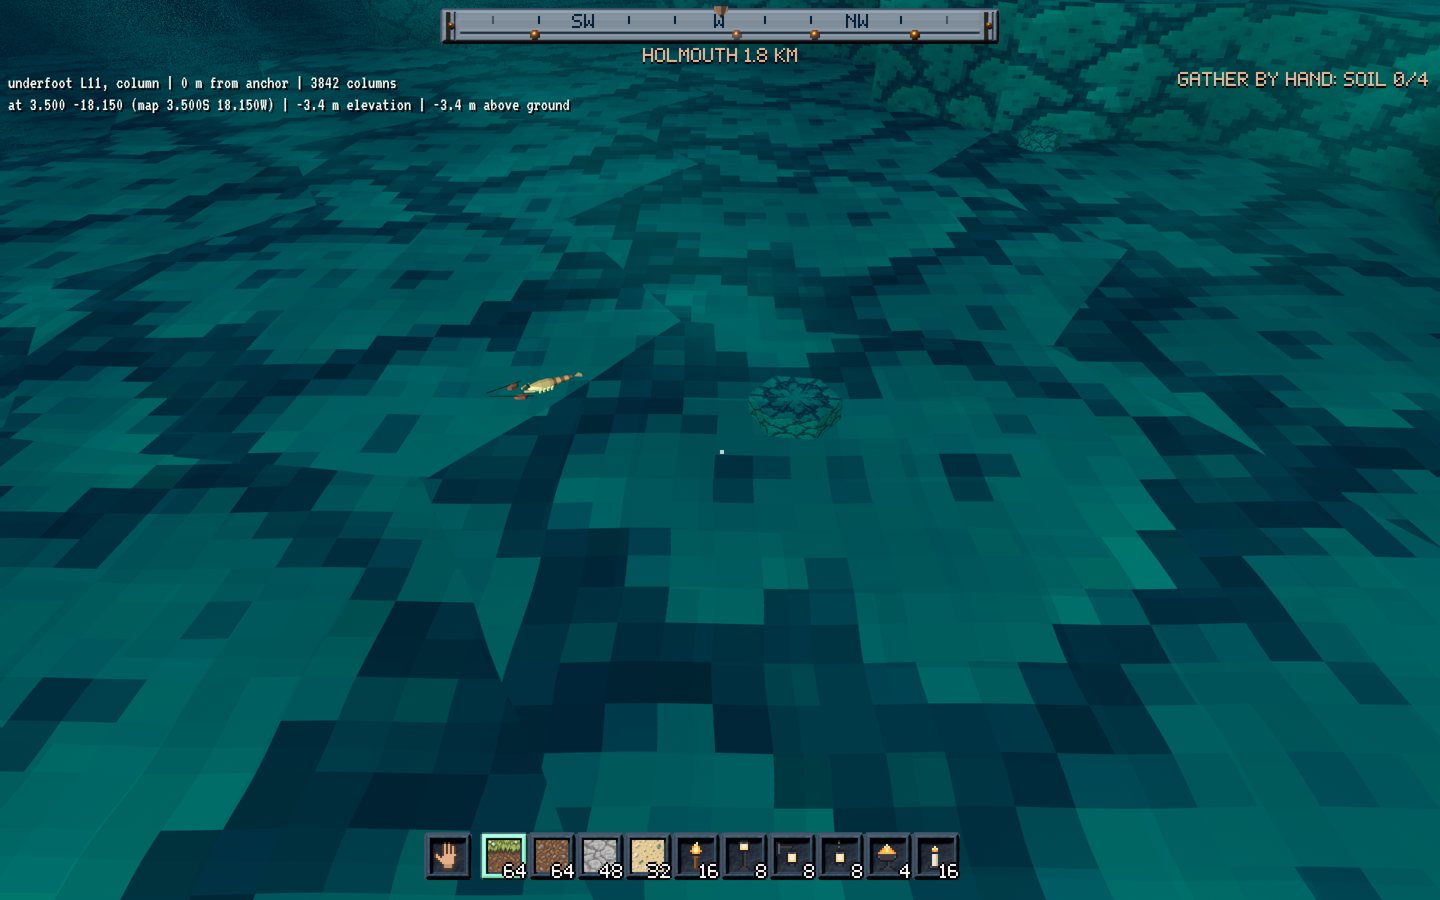 SW W NW
HOLMOUTH 1.8 KM
underfoot L11, column | 0 m from anchor | 3842 columns
GATHER BY HAND: SOIL 0/4
at 3.500 -18.150 (map 3.500S 18.150W) | -3.4 m elevation | -3.4 m above ground
64 64 48 32 16 8 8 8 4 16